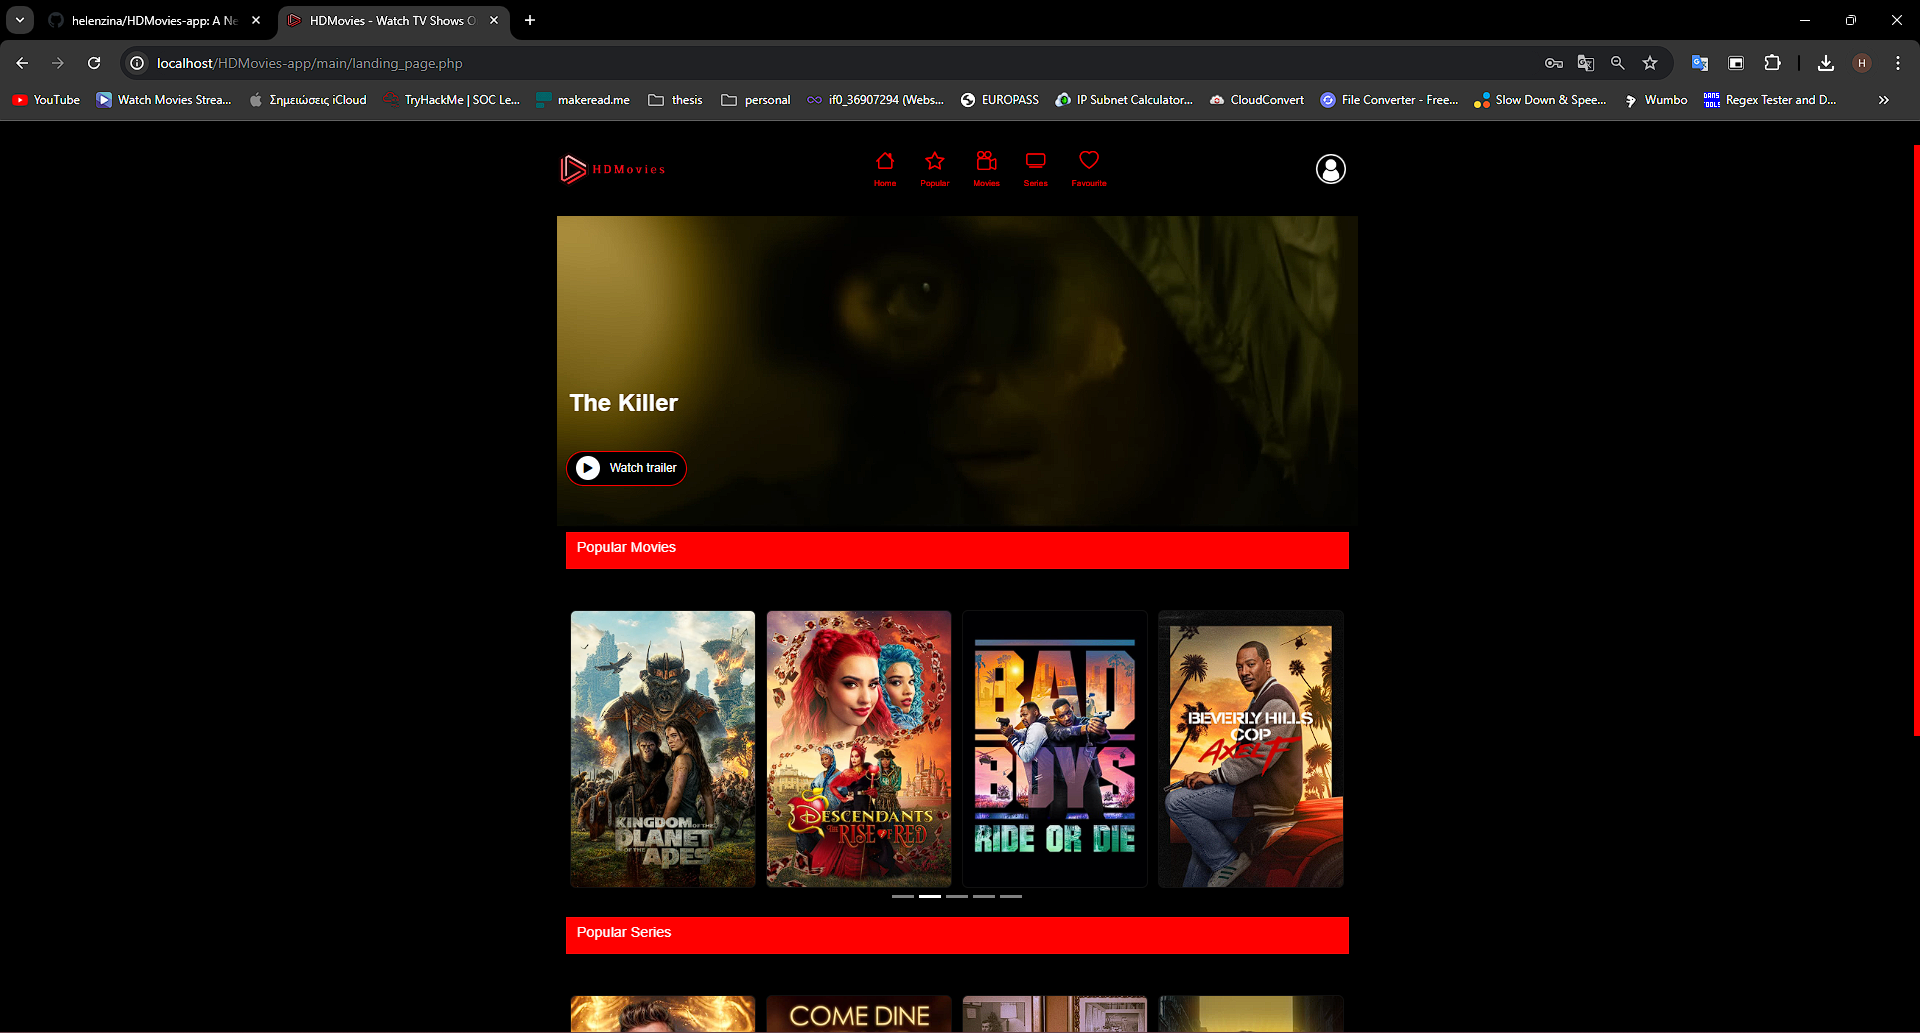 helenzina/HDMovies-app: A Ne
HDMovies - Watch TV Shows O
localhost/HDMovies-app/main/landing_page.php
H
YouTube
Watch Movies Strea...
Σημειώσεις iCloud
TryHackMe | SOC Le...
makeread.me
thesis
personal
if0_36907294 (Webs...
EUROPASS
IP Subnet Calculator...
CloudConvert
File Converter - Free...
Slow Down & Spee...
Wumbo
DANS TOOLS
Regex Tester and D...
HDMovies
Home
Popular
Movies
Series
Favourite
The Killer
Watch trailer
Popular Movies
KINGDOM OF THE
PLANET
OF THE APES
DESCENDANTS
THE RISE OF RED
BAD
BOYS
RIDE OR DIE
BEVERLY HILLS
COP
AXEL F
Popular Series
COME DINE